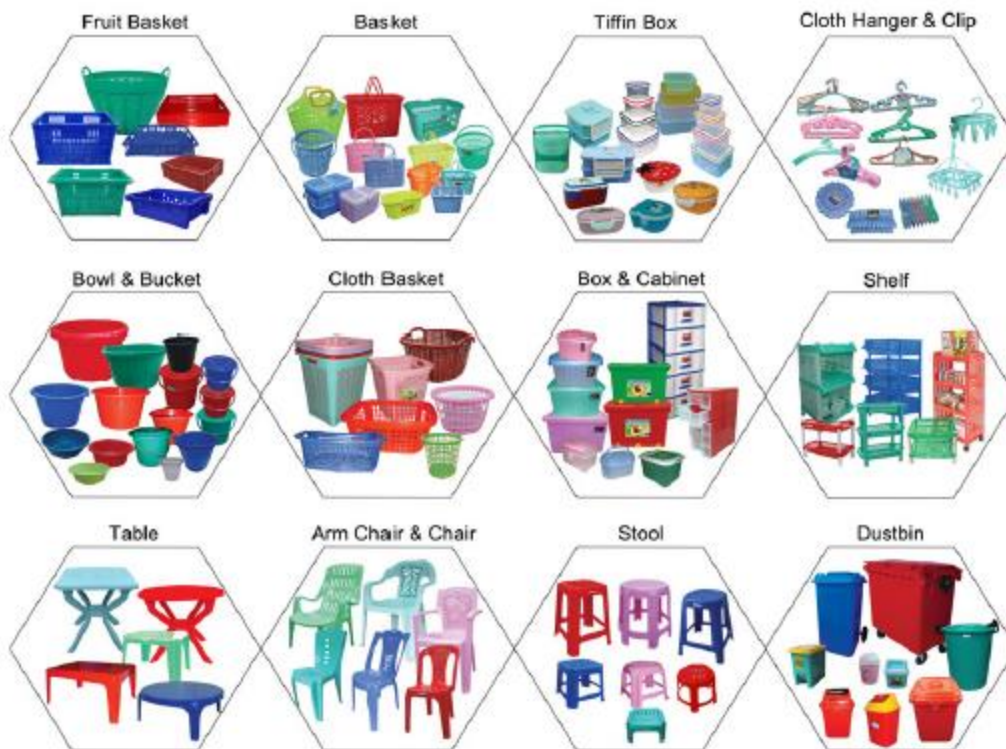 Fruit Basket
Basket
Tiffin Box
Cloth Hanger & Clip
Bowl & Bucket
Cloth Basket
Box & Cabinet
Shelf
Table
Arm Chair & Chair
Stool
Dustbin